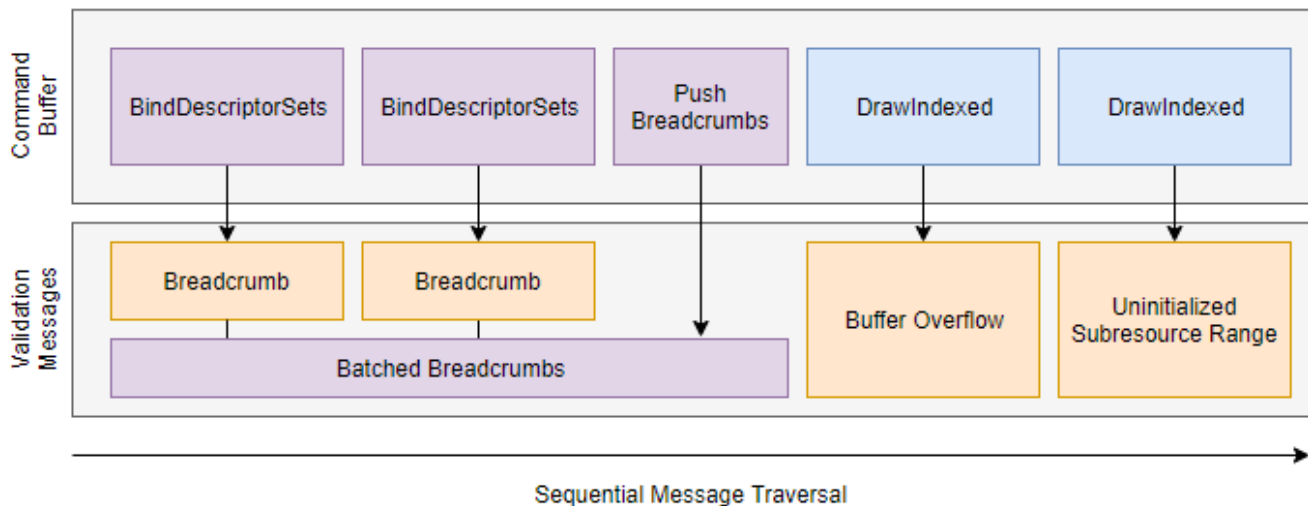 Command
Buffer
BindDescriptorSets
BindDescriptorSets
Push
Breadcrumbs
DrawIndexed
DrawIndexed
Validation
Messages
Breadcrumb
Breadcrumb
Batched Breadcrumbs
Buffer Overflow
Uninitialized
Subresource Range
Sequential Message Traversal